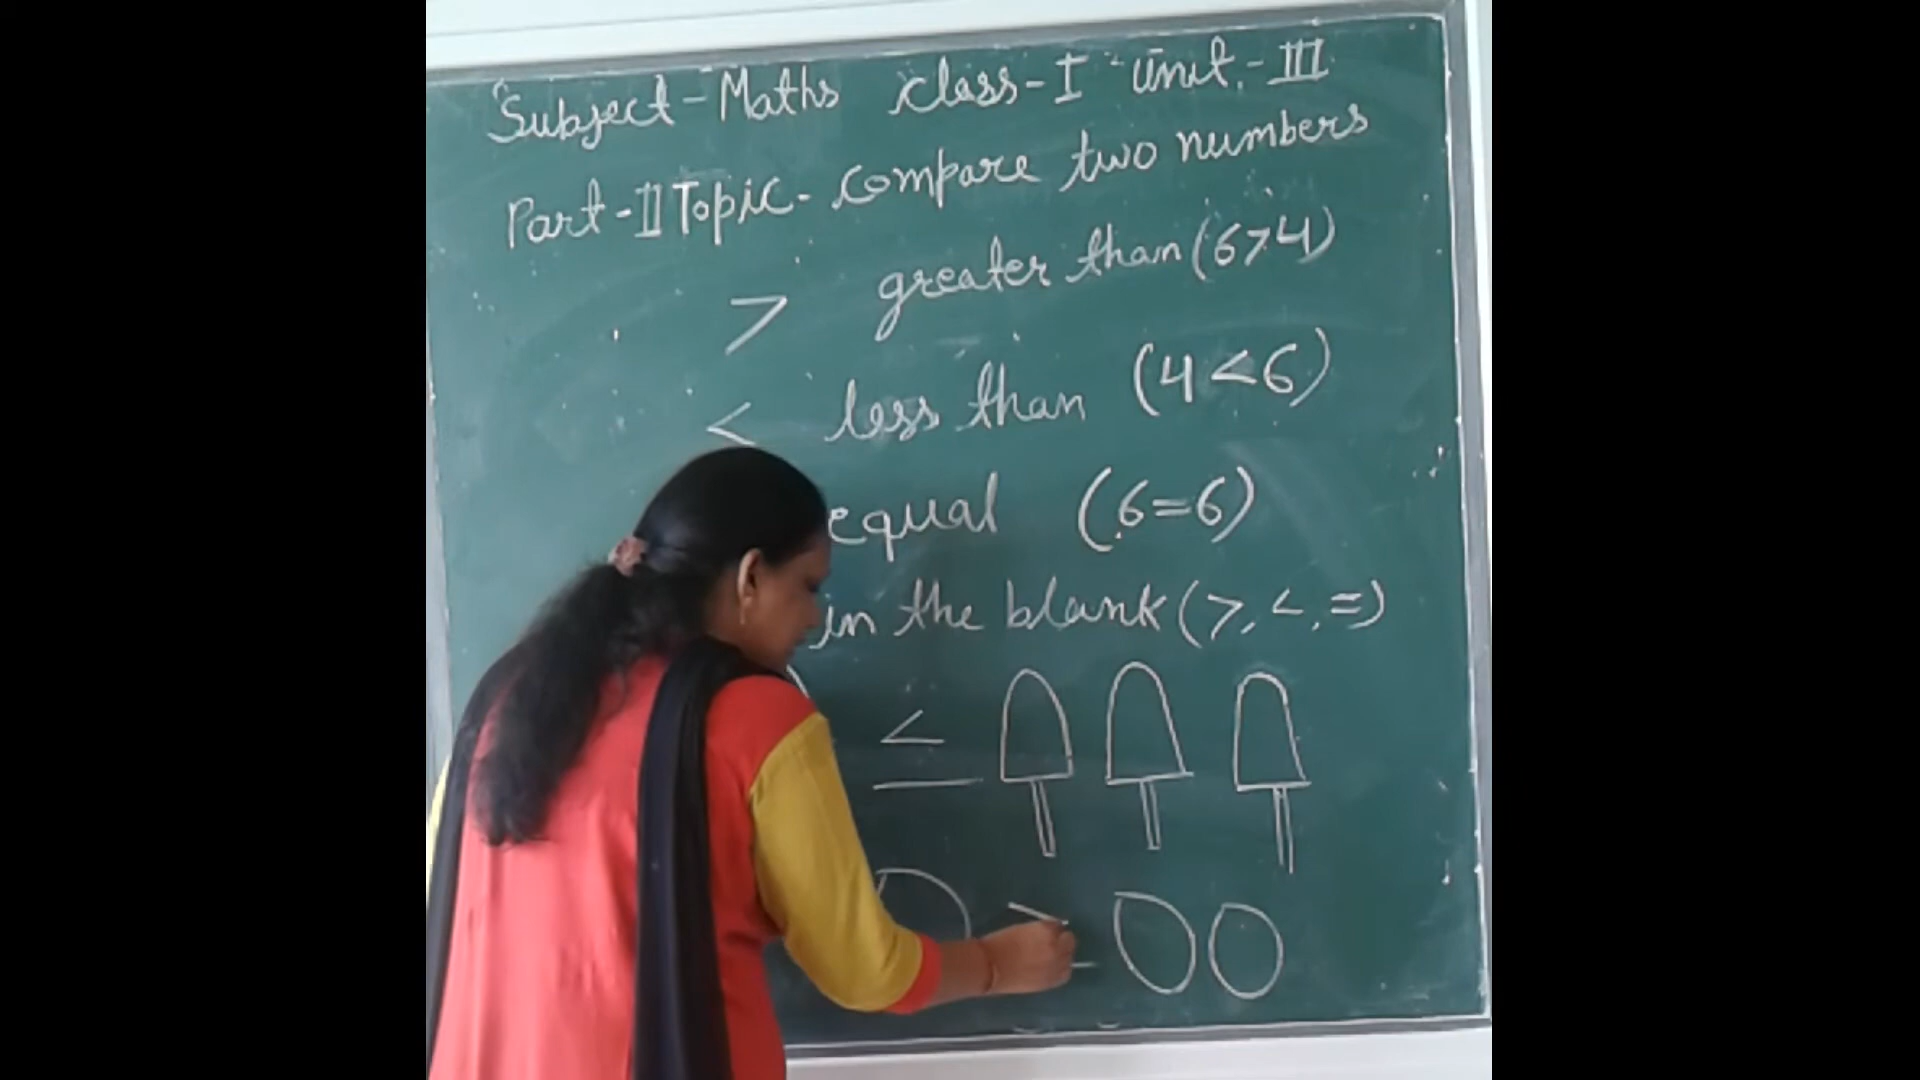 Subject-Maths class-I Unit-III
Part-II Topic- compare two numbers
> greater than (6>4)
< less than (4<6)
equal (6=6)
in the blank (>,<,=)
<
>